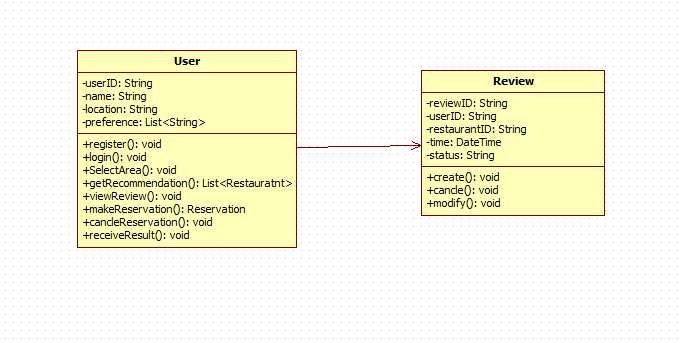 User
-userID: String
-name: String
-location: String
-preference: List<String>
+register(): void
+login(): void
+SelectArea(): void
+getRecommendation(): List<Restauratnt>
+viewReview(): void
+makeReservation(): Reservation
+cancleReservation(): void
+receiveResult(): void
Review
-reviewID: String
-userID: String
-restaurantID: String
-time: DateTime
-status: String
+create(): void
+cancle(): void
+modify(): void